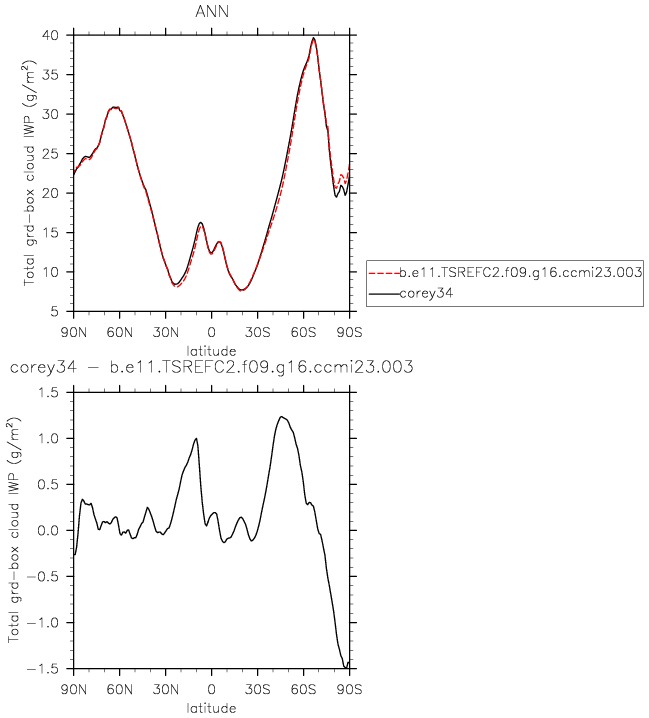 ANN
Total grd-box cloud IWP (g/m²)
40
35
30
25
20
15
10
5
90N 60N 30N 0 30S 60S 90S
latitude
b.e11.TSREFC2.f09.g16.ccmi23.003
corey34
corey34 - b.e11.TSREFC2.f09.g16.ccmi23.003
Total grd-box cloud IWP (g/m²)
1.5
1.0
0.5
0.0
-0.5
-1.0
-1.5
90N 60N 30N 0 30S 60S 90S
latitude